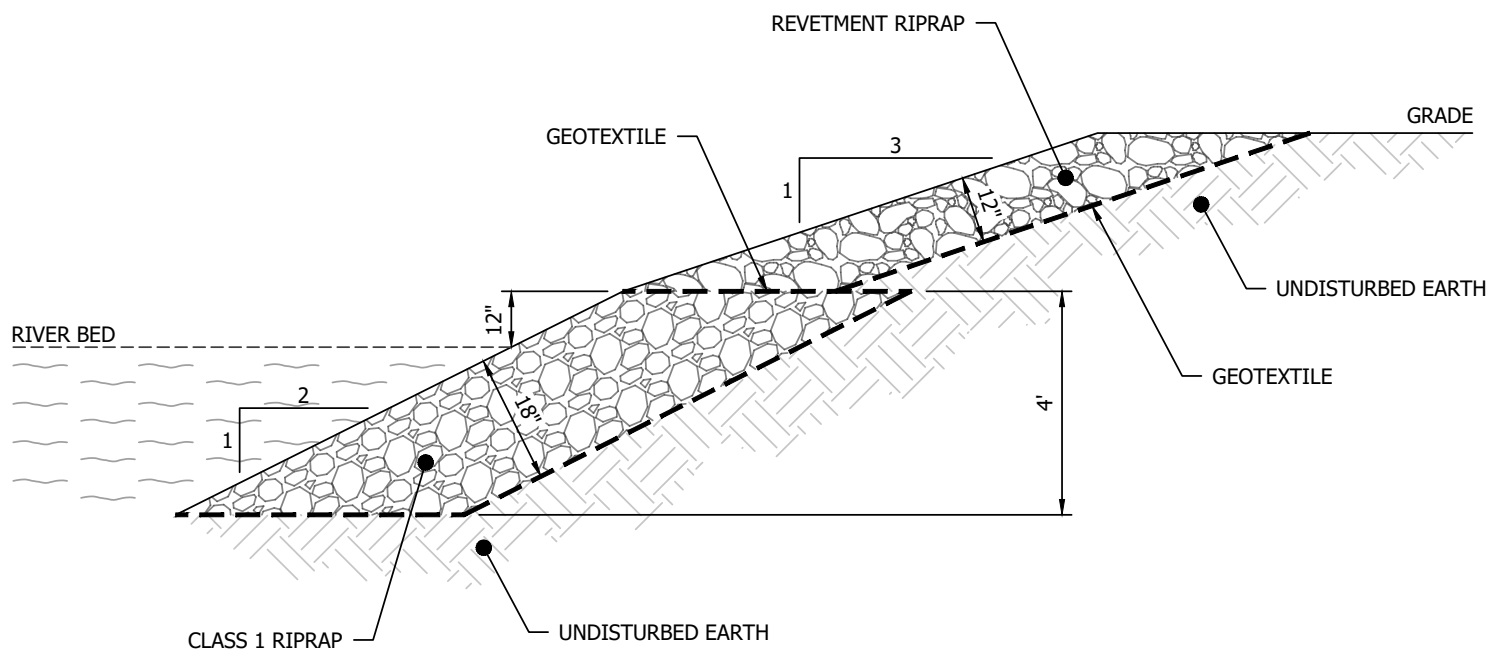 REVETMENT RIPRAP
GRADE
GEOTEXTILE
3
1
12"
UNDISTURBED EARTH
12"
RIVER BED
GEOTEXTILE
18"
4'
2
1
CLASS 1 RIPRAP
UNDISTURBED EARTH